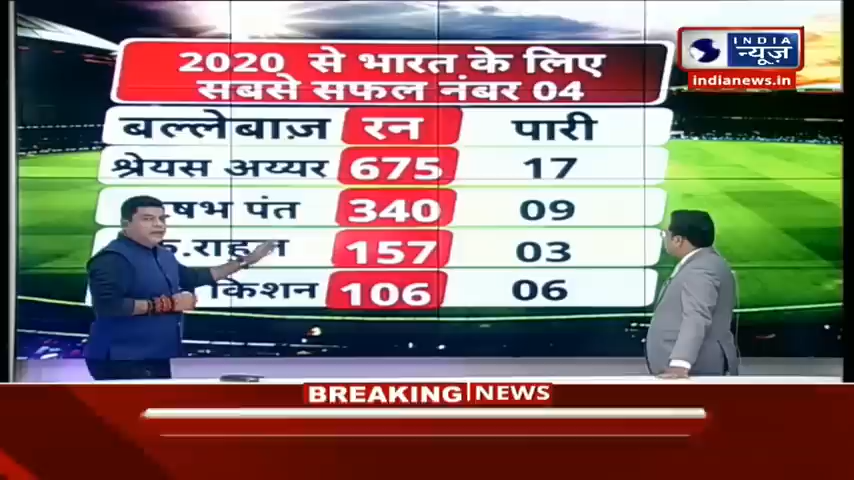 INDIA
न्यूज़
indianews.in
2020 से भारत के लिए
सबसे सफल नंबर 04
बल्लेबाज़ रन पारी
श्रेयस अय्यर 675 17
पंत 340 09
157 03
किशन 106 06
BREAKING NEWS